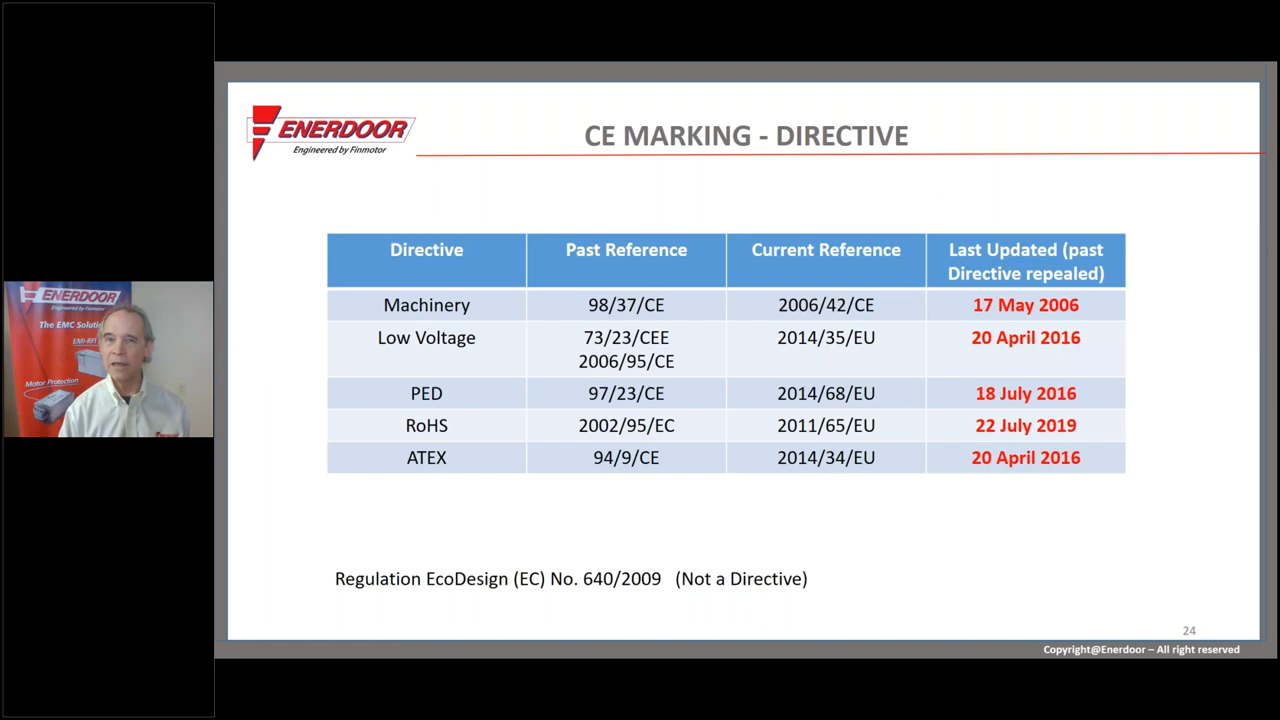 ENERDOOR
Engineered by Finmotor
CE MARKING - DIRECTIVE
Directive Past Reference Current Reference Last Updated (past Directive repealed)
Machinery 98/37/CE 2006/42/CE 17 May 2006
Low Voltage 73/23/CEE 2014/35/EU 20 April 2016
2006/95/CE
PED 97/23/CE 2014/68/EU 18 July 2016
RoHS 2002/95/EC 2011/65/EU 22 July 2019
ATEX 94/9/CE 2014/34/EU 20 April 2016
Regulation EcoDesign (EC) No. 640/2009 (Not a Directive)
24
Copyright@Enerdoor – All right reserved
ENERDOOR
Engineered by Finmotor
The EMC Soluti
EMI-RFI
Motor Protection